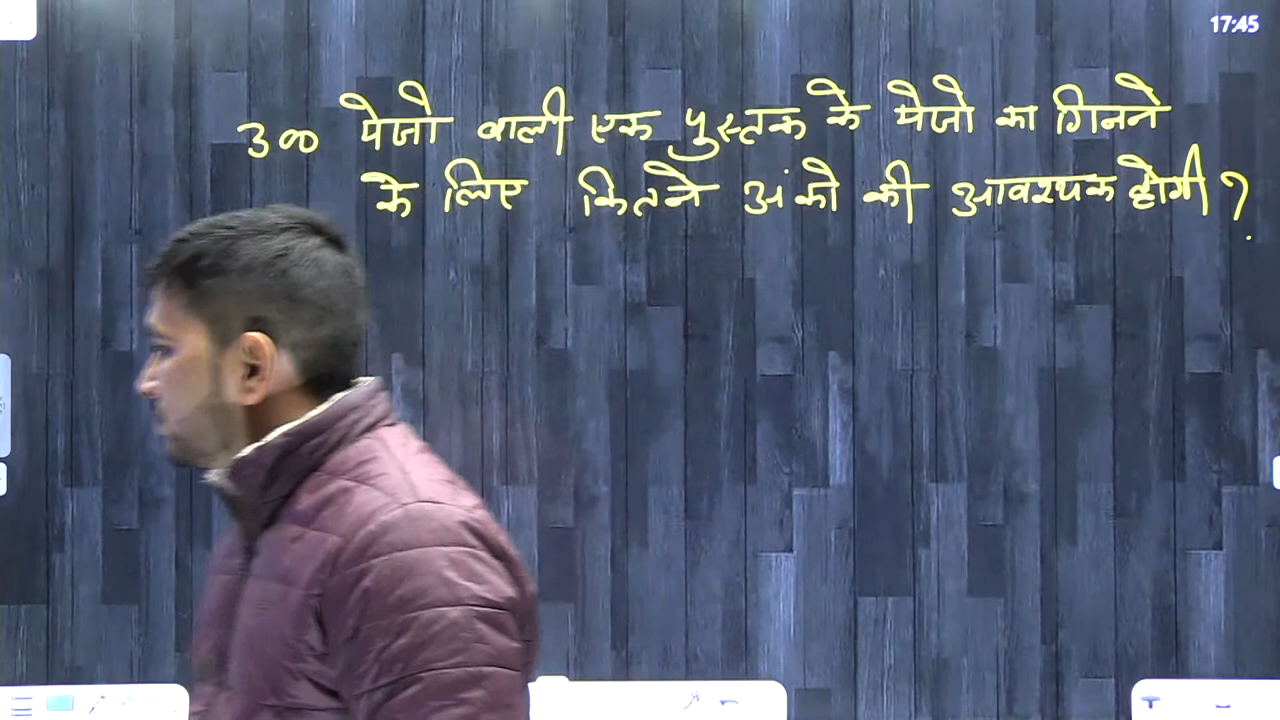 17:45
300 पेजो वाली एक पुस्तक के पेजो का गिनने
के लिए कितने अंको की आवश्यक होगी ?